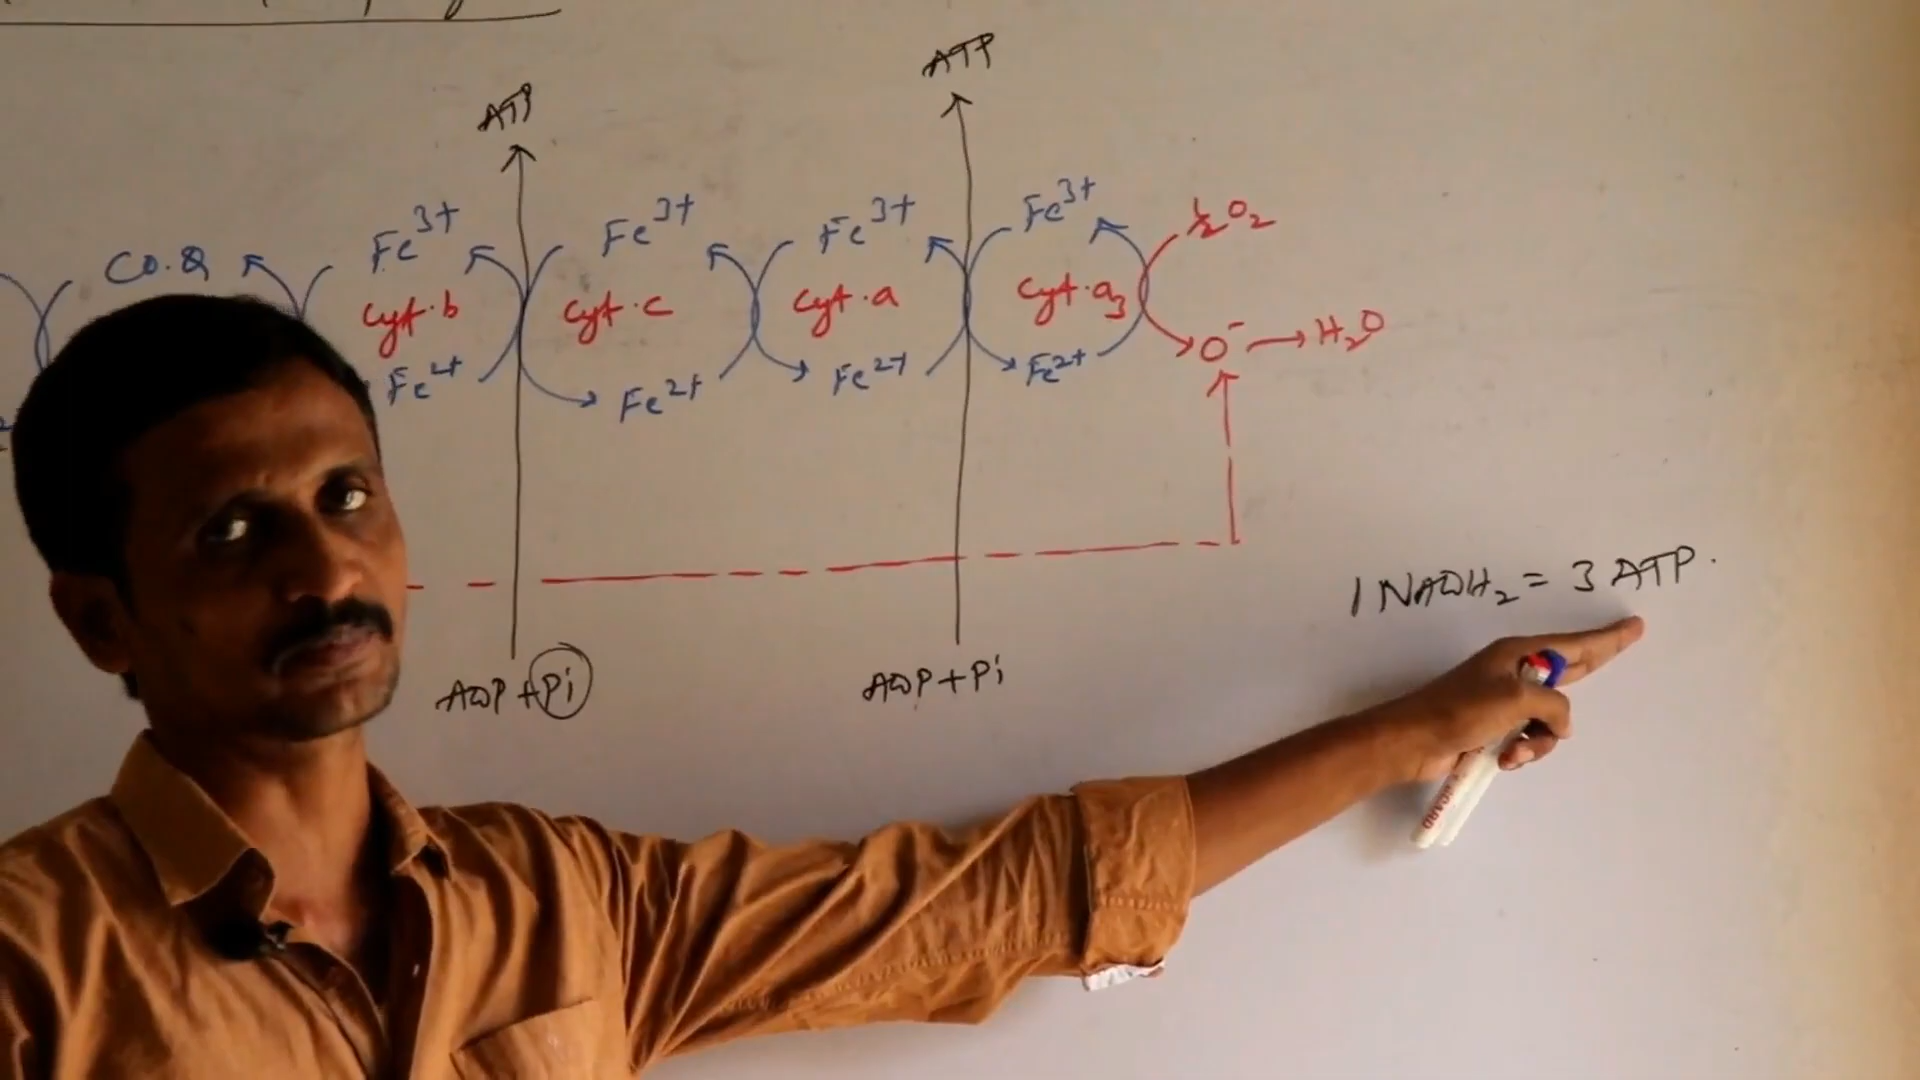 ATP
ATP
Co.Q
Fe³⁺
Fe³⁺
Fe³⁺
Fe³⁺
½O₂
Cyt.b
Cyt.c
Cyt.a
Cyt.a₃
Fe²⁺
Fe²⁺
Fe²⁺
Fe²⁺
O⁻ → H₂O
1 NADH₂ = 3 ATP.
ADP + Pi
ADP + Pi